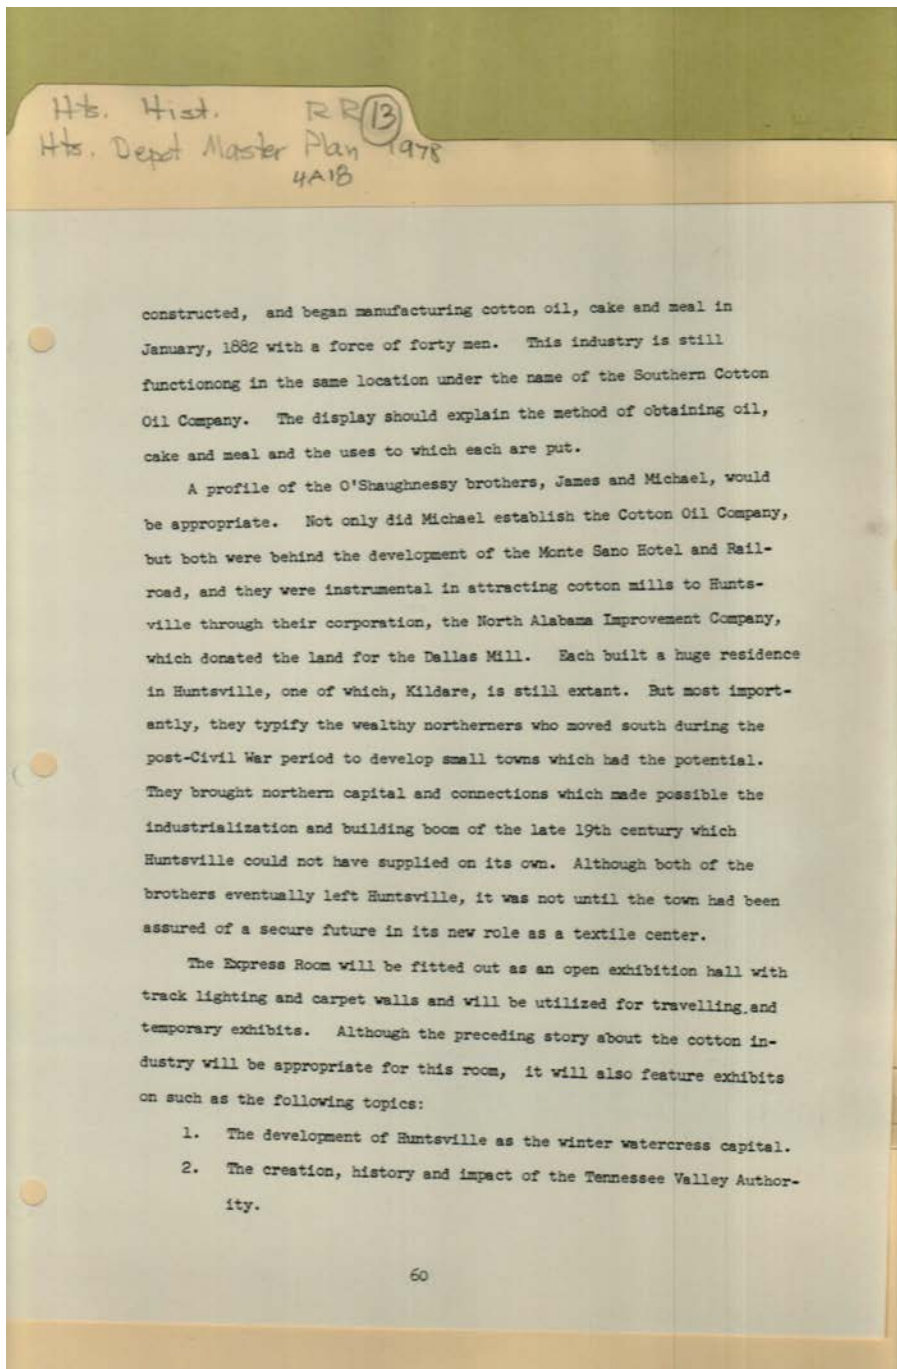 Hts. Hist. RR 13
Hts. Depot Master Plan 1978
4A18
constructed, and began manufacturing cotton oil, cake and meal in
January, 1882 with a force of forty men. This industry is still
functionong in the same location under the name of the Southern Cotton
Oil Company. The display should explain the method of obtaining oil,
cake and meal and the uses to which each are put.
A profile of the O'Shaughnessy brothers, James and Michael, would
be appropriate. Not only did Michael establish the Cotton Oil Company,
but both were behind the development of the Monte Sano Hotel and Rail-
road, and they were instrumental in attracting cotton mills to Hunts-
ville through their corporation, the North Alabama Improvement Company,
which donated the land for the Dallas Mill. Each built a huge residence
in Huntsville, one of which, Kildare, is still extant. But most import-
antly, they typify the wealthy northerners who moved south during the
post-Civil War period to develop small towns which had the potential.
They brought northern capital and connections which made possible the
industrialization and building boom of the late 19th century which
Huntsville could not have supplied on its own. Although both of the
brothers eventually left Huntsville, it was not until the town had been
assured of a secure future in its new role as a textile center.
The Express Room will be fitted out as an open exhibition hall with
track lighting and carpet walls and will be utilized for travelling and
temporary exhibits. Although the preceding story about the cotton in-
dustry will be appropriate for this room, it will also feature exhibits
on such as the following topics:
1. The development of Huntsville as the winter watercress capital.
2. The creation, history and impact of the Tennessee Valley Author-
ity.
60